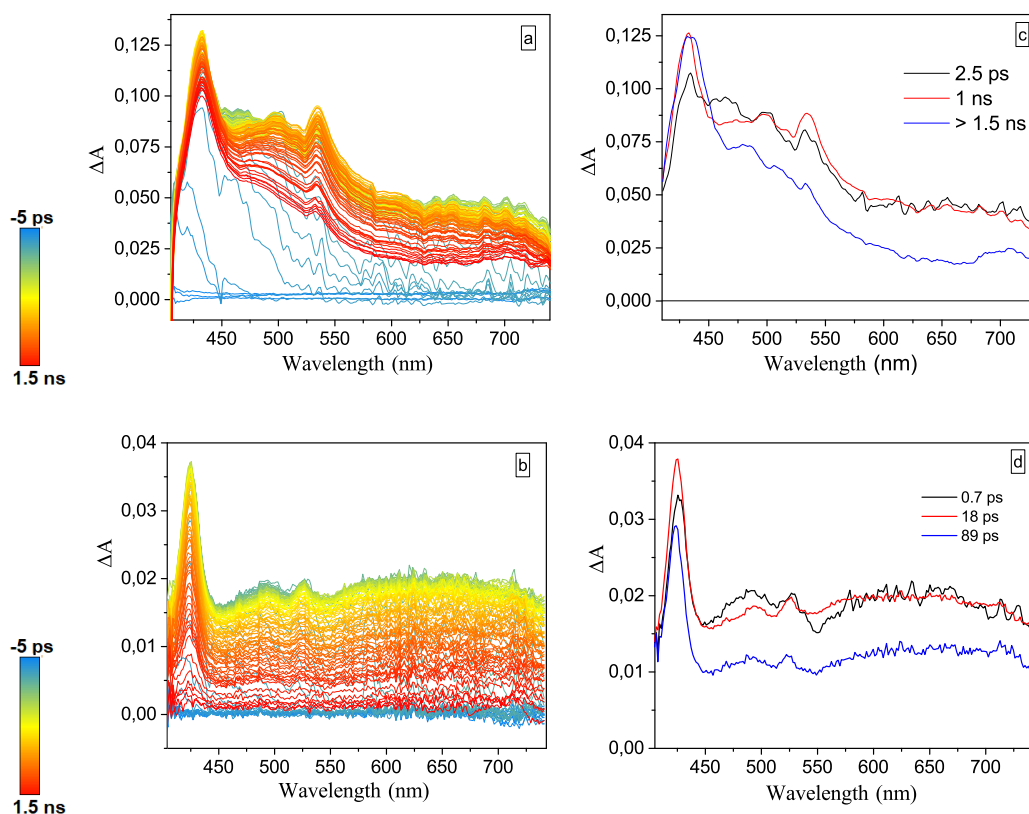 a
0,125
0,100
0,075
0,050
0,025
0,000
ΔA
450 500 550 600 650 700
Wavelength (nm)
-5 ps
1.5 ns
c
0,125
0,100
0,075
0,050
0,025
0,000
ΔA
2.5 ps
1 ns
> 1.5 ns
450 500 550 600 650 700
Wavelength (nm)
b
0,04
0,03
0,02
0,01
0,00
ΔA
450 500 550 600 650 700
Wavelength (nm)
-5 ps
1.5 ns
d
0,04
0,03
0,02
0,01
0,00
ΔA
0.7 ps
18 ps
89 ps
450 500 550 600 650 700
Wavelength (nm)